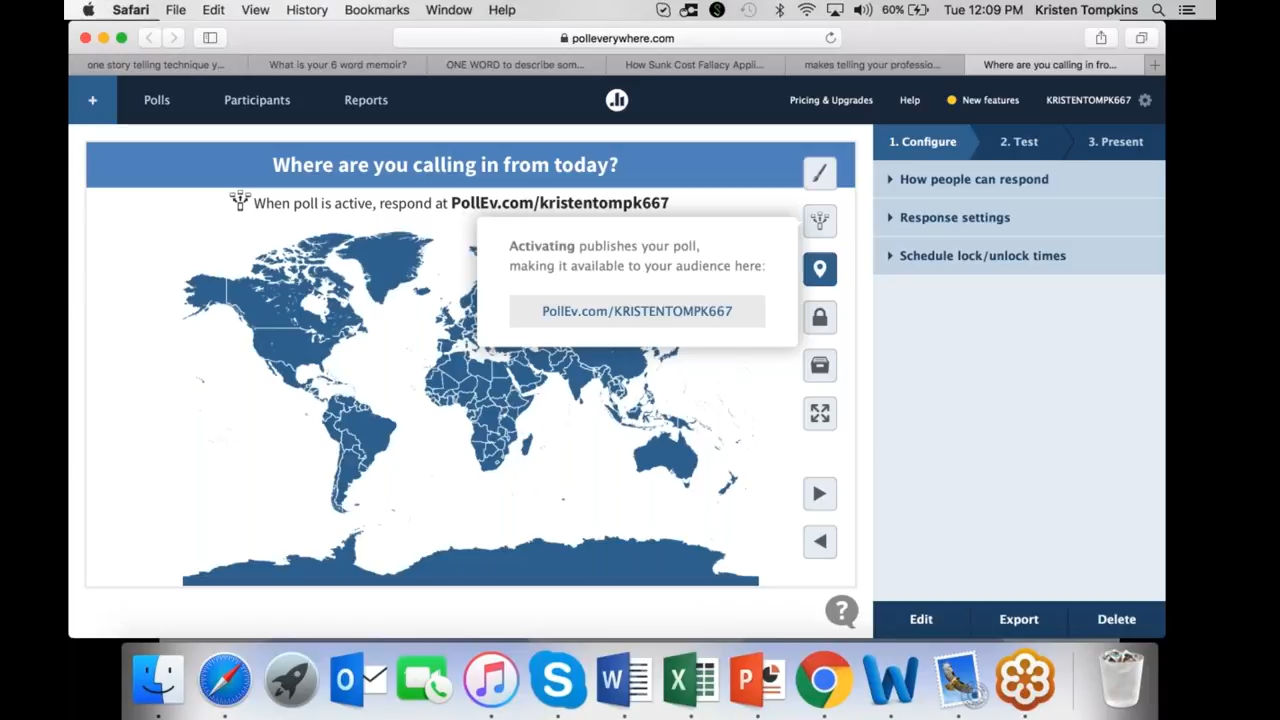 Safari File Edit View History Bookmarks Window Help 60% Tue 12:09 PM Kristen Tompkins
polleverywhere.com
one story telling technique y... What is your 6 word memoir? ONE WORD to describe som... How Sunk Cost Fallacy Appli... makes telling your professio... Where are you calling in from... +
+ Polls Participants Reports Pricing & Upgrades Help New features KRISTENTOMPK667
Where are you calling in from today?
When poll is active, respond at PollEv.com/kristentompk667
Activating publishes your poll,
making it available to your audience here:
PollEv.com/KRISTENTOMPK667
1. Configure 2. Test 3. Present
How people can respond
Response settings
Schedule lock/unlock times
?
Edit Export Delete